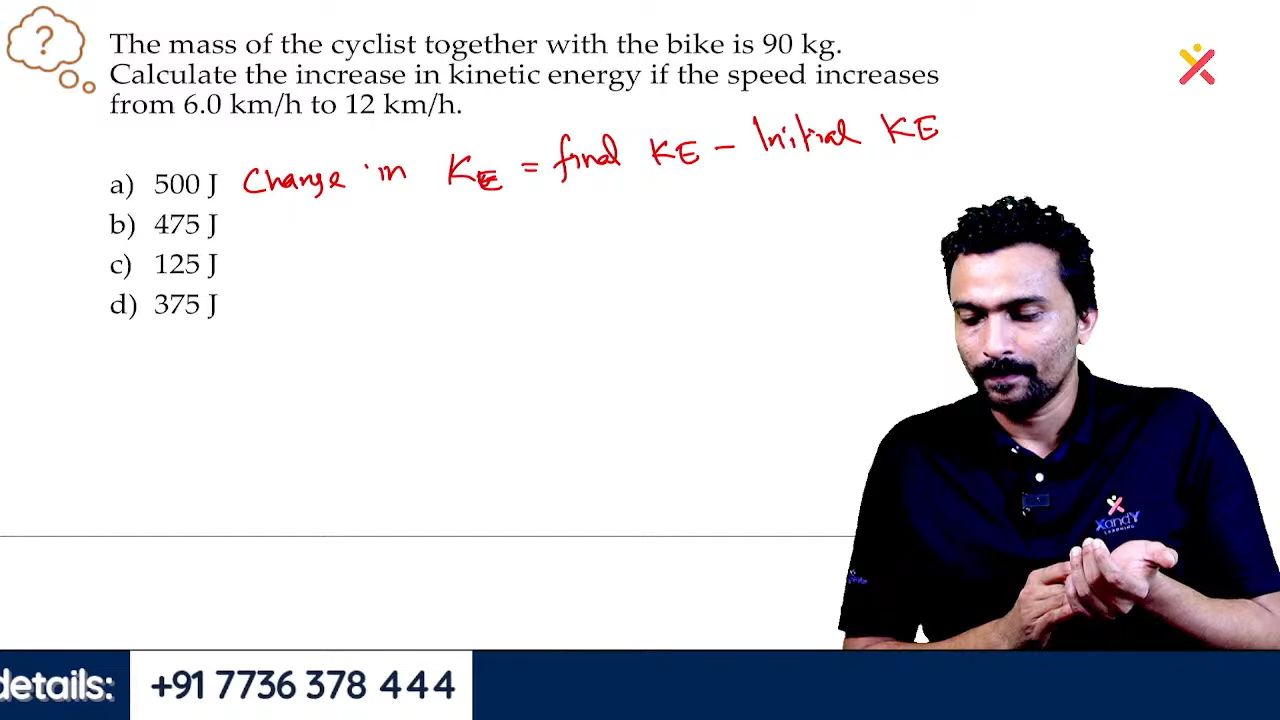 ?
The mass of the cyclist together with the bike is 90 kg.
Calculate the increase in kinetic energy if the speed increases
from 6.0 km/h to 12 km/h.
Change in KE = final KE – Initial KE
a) 500 J
b) 475 J
c) 125 J
d) 375 J
XandY
LEARNING
details:
+91 7736 378 444